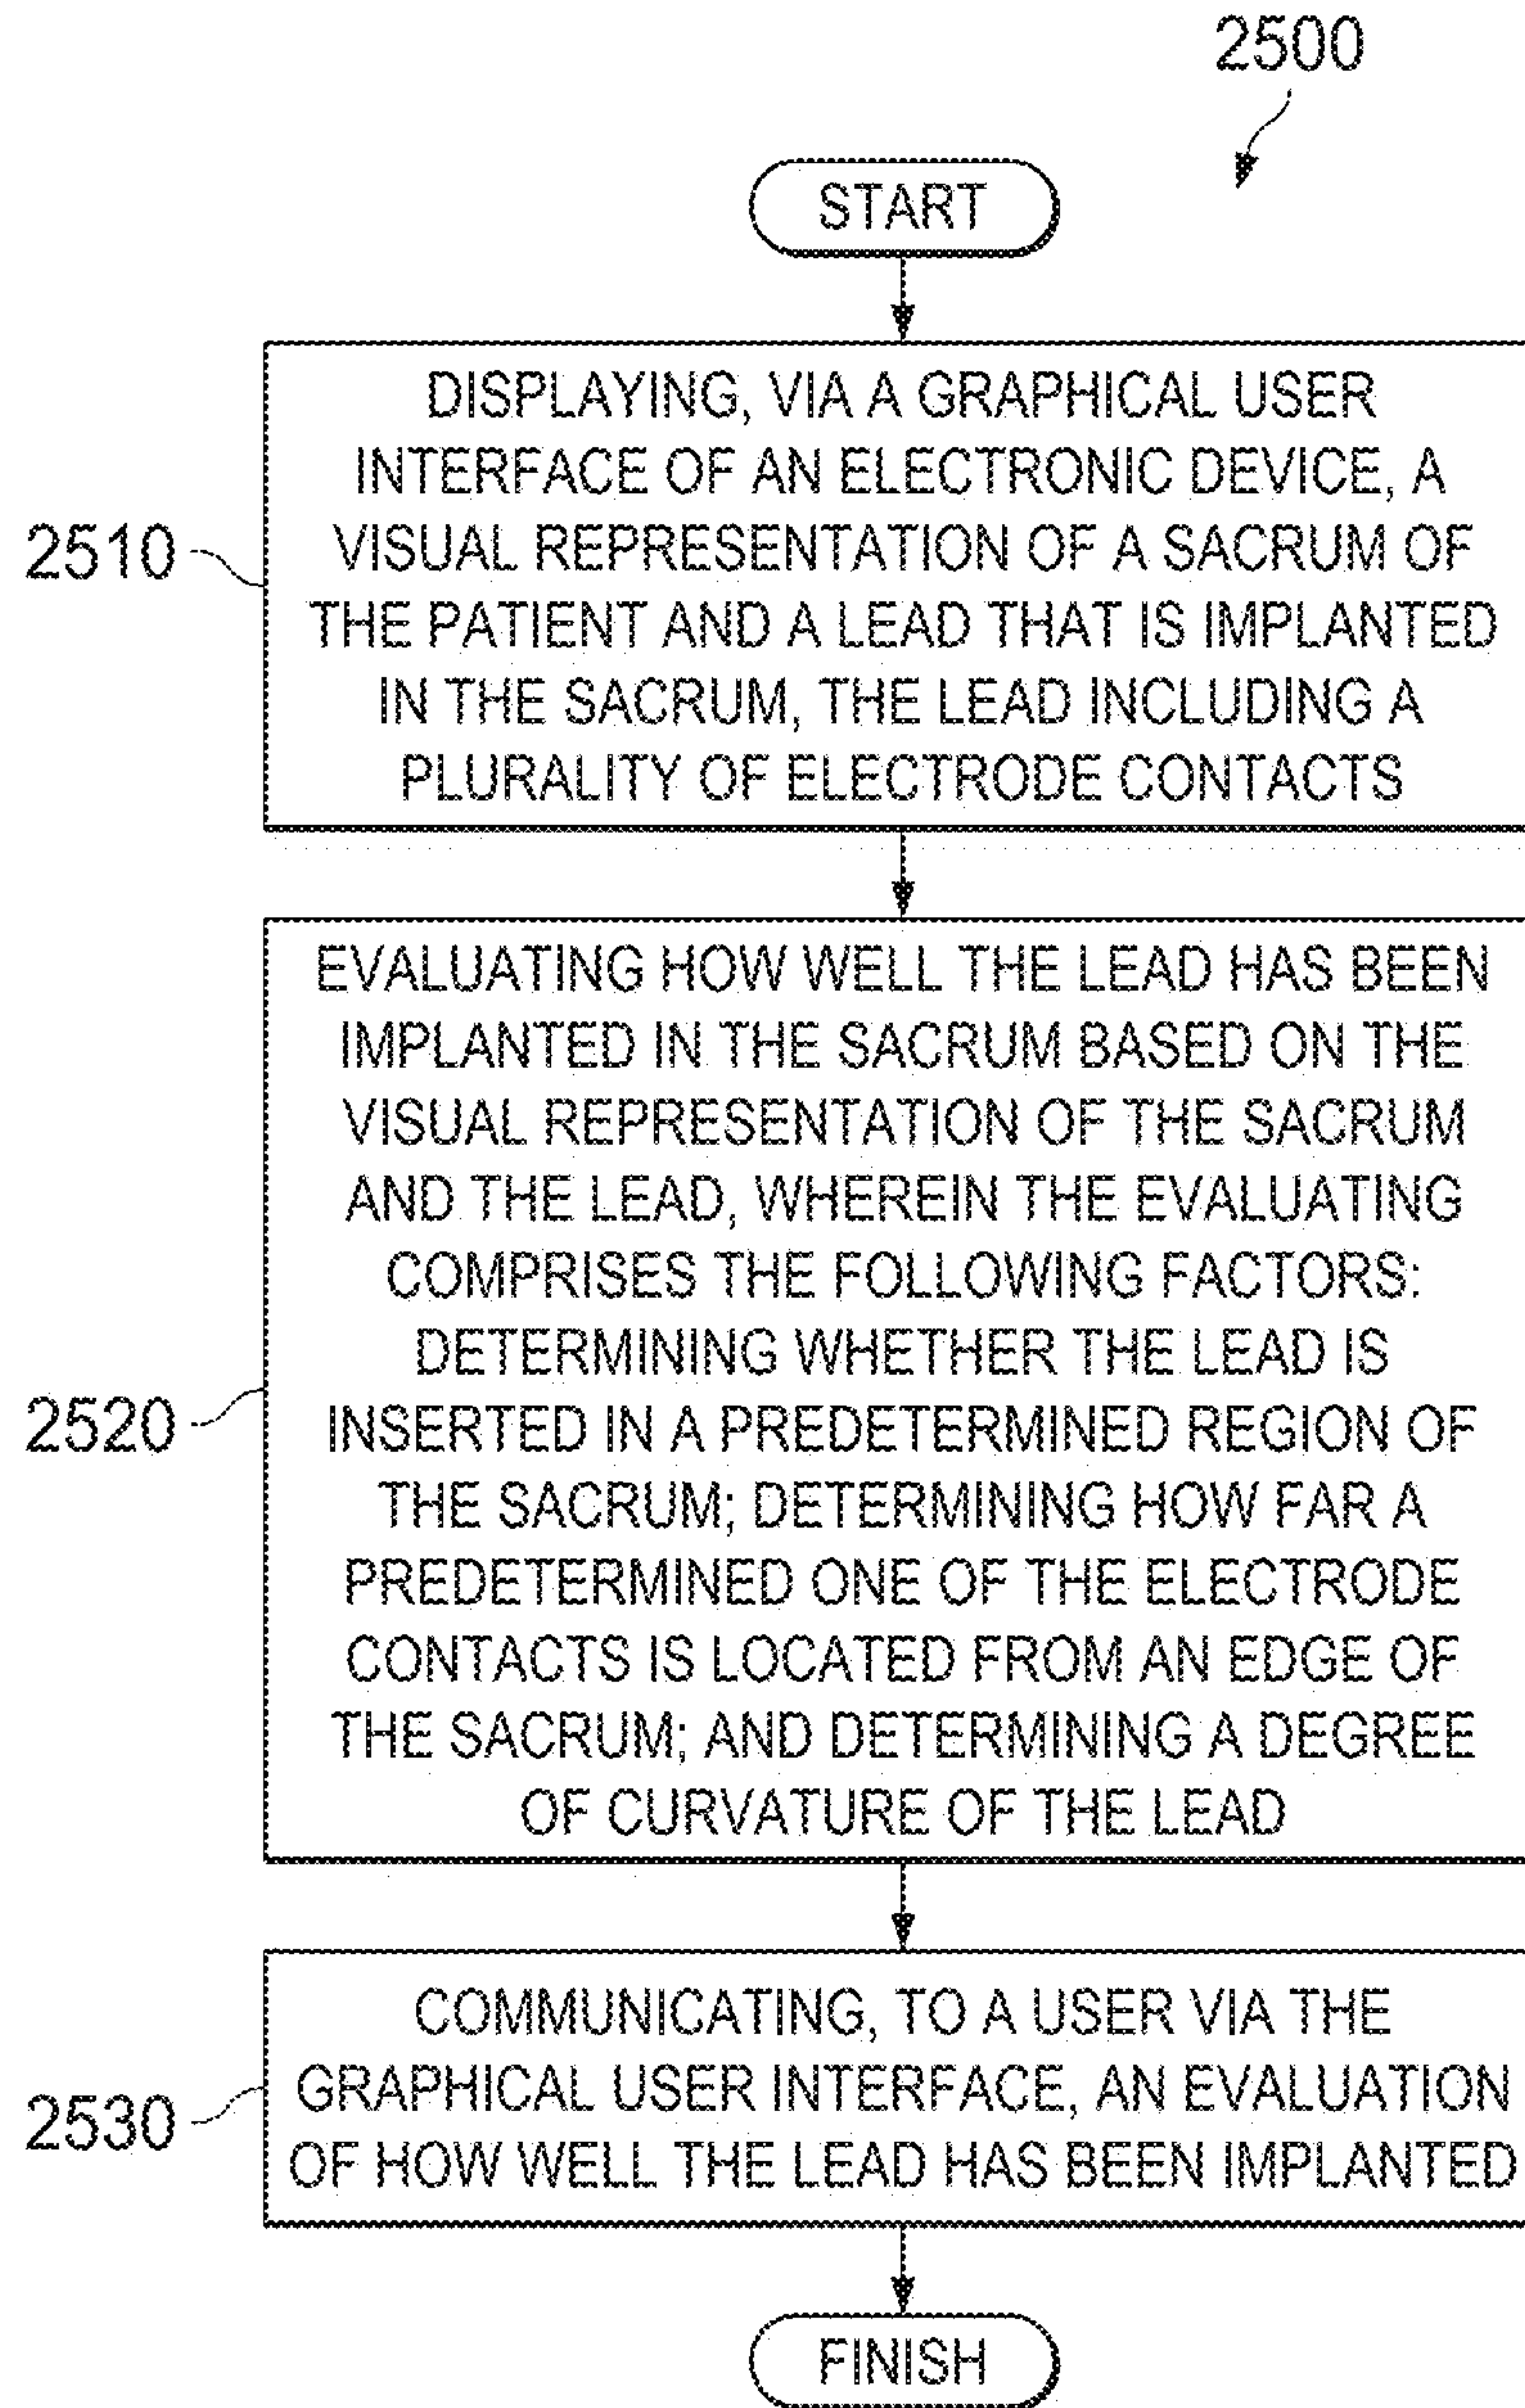 2500
START
2510
DISPLAYING, VIA A GRAPHICAL USER
INTERFACE OF AN ELECTRONIC DEVICE, A
VISUAL REPRESENTATION OF A SACRUM OF
THE PATIENT AND A LEAD THAT IS IMPLANTED
IN THE SACRUM, THE LEAD INCLUDING A
PLURALITY OF ELECTRODE CONTACTS
2520
EVALUATING HOW WELL THE LEAD HAS BEEN
IMPLANTED IN THE SACRUM BASED ON THE
VISUAL REPRESENTATION OF THE SACRUM
AND THE LEAD, WHEREIN THE EVALUATING
COMPRISES THE FOLLOWING FACTORS:
DETERMINING WHETHER THE LEAD IS
INSERTED IN A PREDETERMINED REGION OF
THE SACRUM; DETERMINING HOW FAR A
PREDETERMINED ONE OF THE ELECTRODE
CONTACTS IS LOCATED FROM AN EDGE OF
THE SACRUM; AND DETERMINING A DEGREE
OF CURVATURE OF THE LEAD
2530
COMMUNICATING, TO A USER VIA THE
GRAPHICAL USER INTERFACE, AN EVALUATION
OF HOW WELL THE LEAD HAS BEEN IMPLANTED
FINISH